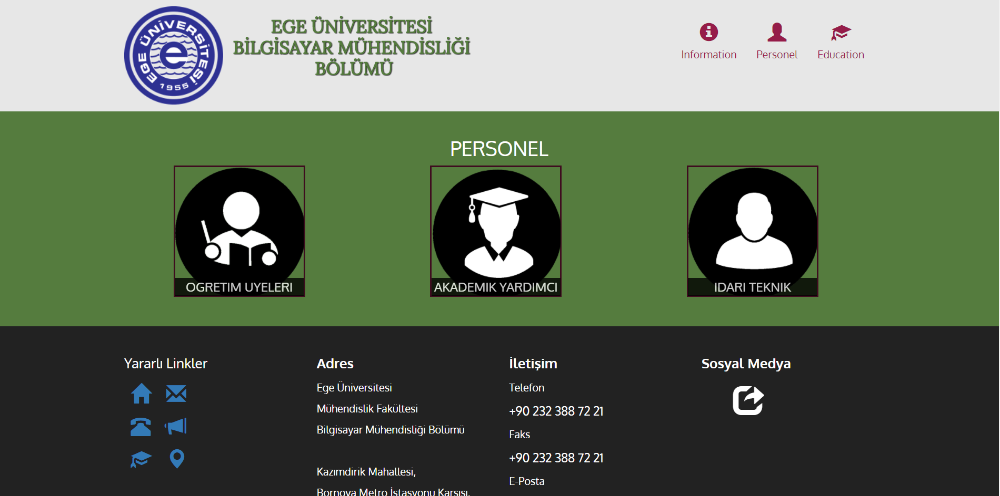 EGE ÜNİVERSİTESİ
1955
EGE ÜNİVERSİTESİ
BİLGİSAYAR MÜHENDİSLİĞİ
BÖLÜMÜ
Information
Personel
Education
PERSONEL
OGRETIM UYELERI
AKADEMIK YARDIMCI
IDARI TEKNIK
Yararlı Linkler
Adres
Ege Üniversitesi
Mühendislik Fakültesi
Bilgisayar Mühendisliği Bölümü
Kazımdirik Mahallesi,
Bornova Metro İstasyonu Karşısı,
İletişim
Telefon
+90 232 388 72 21
Faks
+90 232 388 72 21
E-Posta
Sosyal Medya